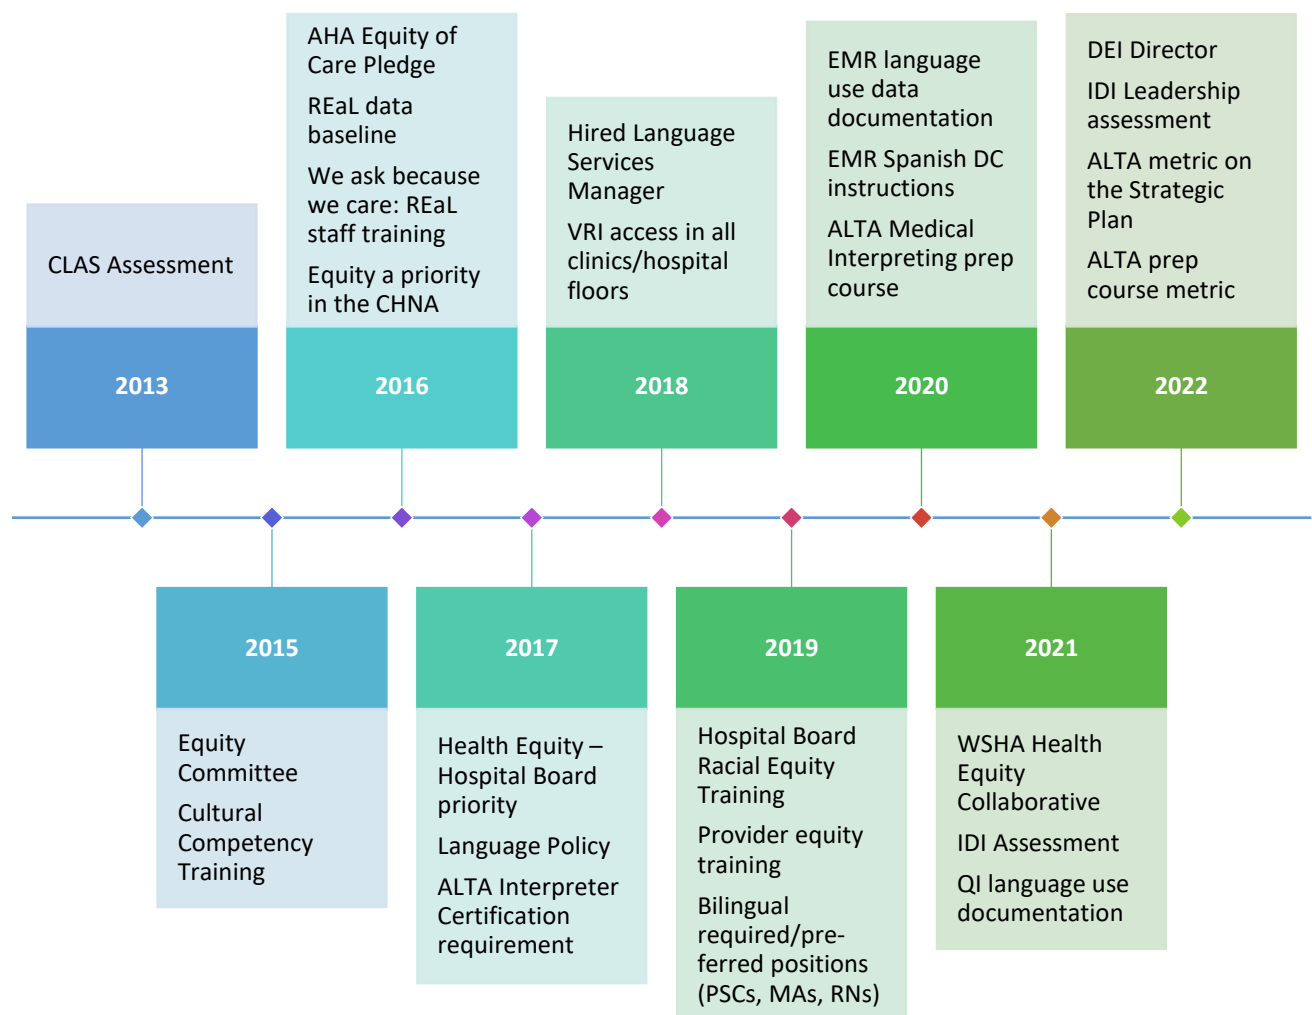 CLAS Assessment
2013
Equity
Committee
Cultural
Competency
Training
2015
AHA Equity of
Care Pledge
REaL data
baseline
We ask because
we care: REaL
staff training
Equity a priority
in the CHNA
2016
2017
Health Equity –
Hospital Board
priority
Language Policy
ALTA Interpreter
Certification
requirement
Hired Language
Services
Manager
VRI access in all
clinics/hospital
floors
2018
2019
Hospital Board
Racial Equity
Training
Provider equity
training
Bilingual
required/pre-
ferred positions
(PSCs, MAs, RNs)
EMR language
use data
documentation
EMR Spanish DC
instructions
ALTA Medical
Interpreting prep
course
2020
2021
WSHA Health
Equity
Collaborative
IDI Assessment
QI language use
documentation
DEI Director
IDI Leadership
assessment
ALTA metric on
the Strategic
Plan
ALTA prep
course metric
2022